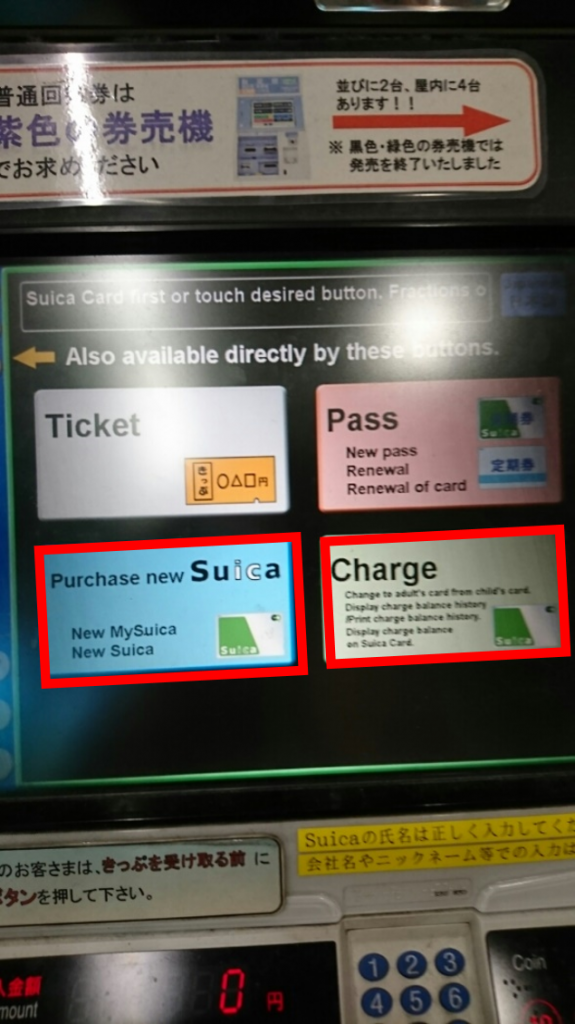 普通回 券は
紫色の券売機
でお求めください
並びに2台、屋内に4台
あります！！
※ 黒色・緑色の券売機では
発売を終了いたしました
Suica Card first or touch desired button. Fractions o
Also available directly by these buttons.
Ticket
きっぷ
〇△□円
Pass
New pass
Renewal
Renewal of card
Suica
定期券
Purchase new Suica
New MySuica
New Suica
Suica
Charge
Change to adult's card from child's card.
Display charge balance history
/Print charge balance history.
Display charge balance
on Suica Card.
Suica
Suicaの氏名は正しく入力してくだ
会社名やニックネーム等での入力は
のお客さまは、きっぷを受け取る前 に
ボタンを押して下さい。
入金額
mount
0 円
1 2 3
4 5 6
Coin